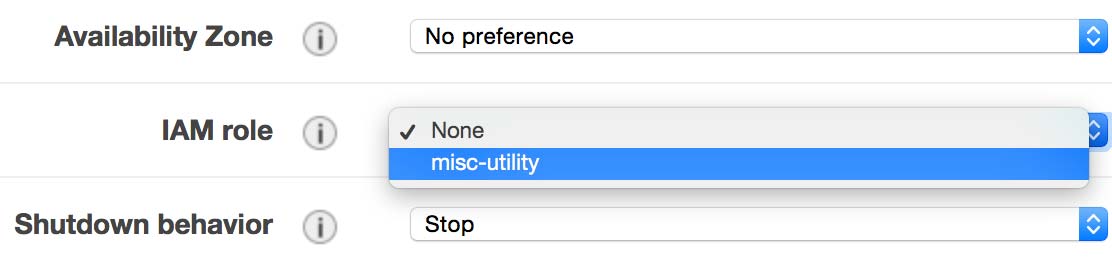 Availability Zone No preference
IAM role None
misc-utility
Shutdown behavior Stop